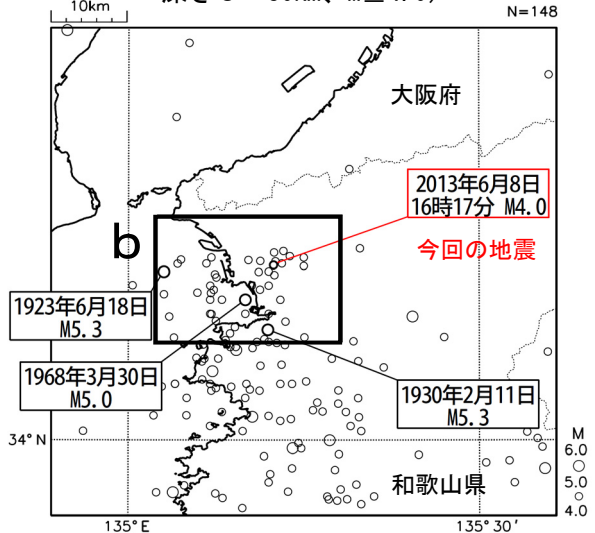 10km
N=148
大阪府
2013年6月8日
16時17分 M4.0
b
今回の地震
1923年6月18日
M5.3
1968年3月30日
M5.0
1930年2月11日
M5.3
34°N
和歌山県
M
6.0
5.0
4.0
135°E
135°30′